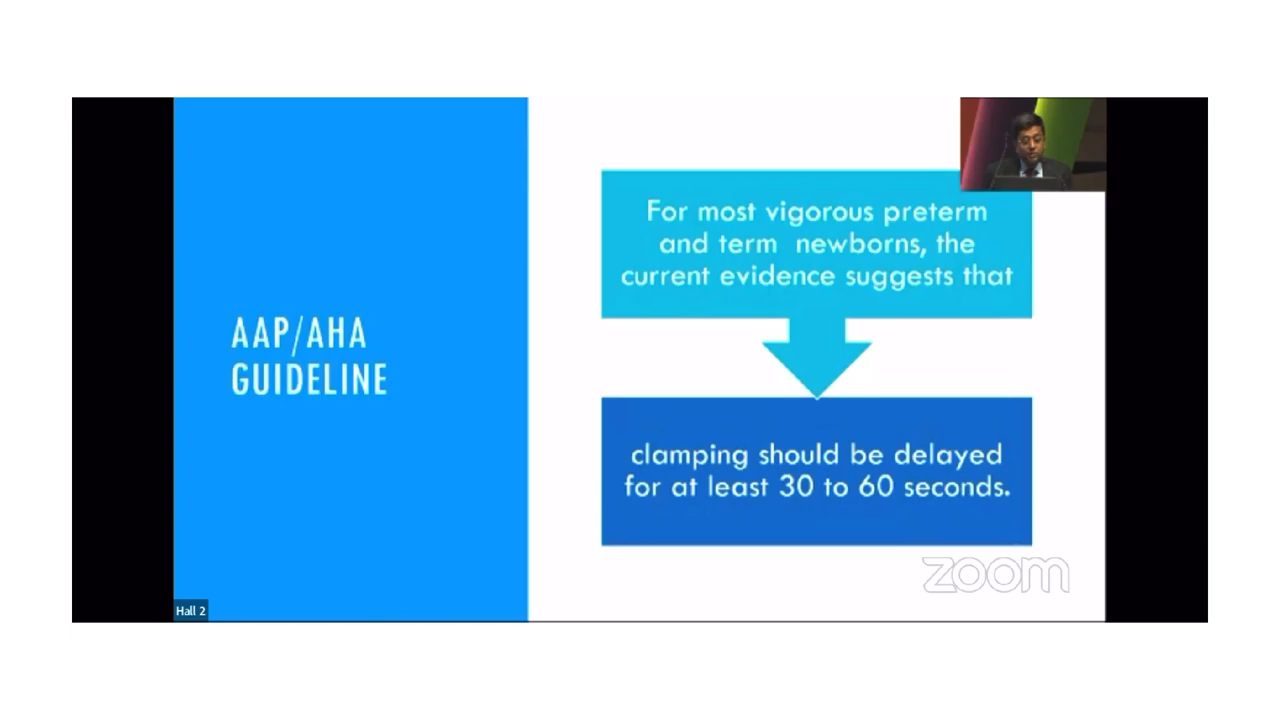 AAP/AHA
GUIDELINE
For most vigorous preterm
and term newborns, the
current evidence suggests that
clamping should be delayed
for at least 30 to 60 seconds.
zoom
Hall 2